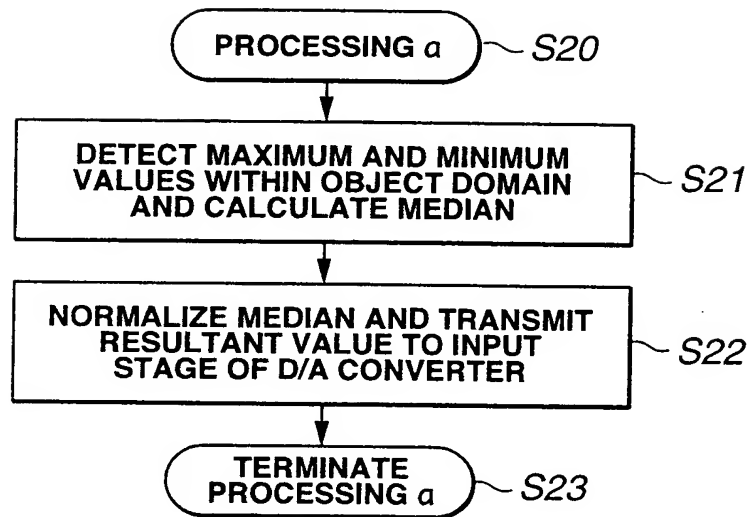 PROCESSING α
S20
DETECT MAXIMUM AND MINIMUM
VALUES WITHIN OBJECT DOMAIN
AND CALCULATE MEDIAN
S21
NORMALIZE MEDIAN AND TRANSMIT
RESULTANT VALUE TO INPUT
STAGE OF D/A CONVERTER
S22
TERMINATE
PROCESSING α
S23